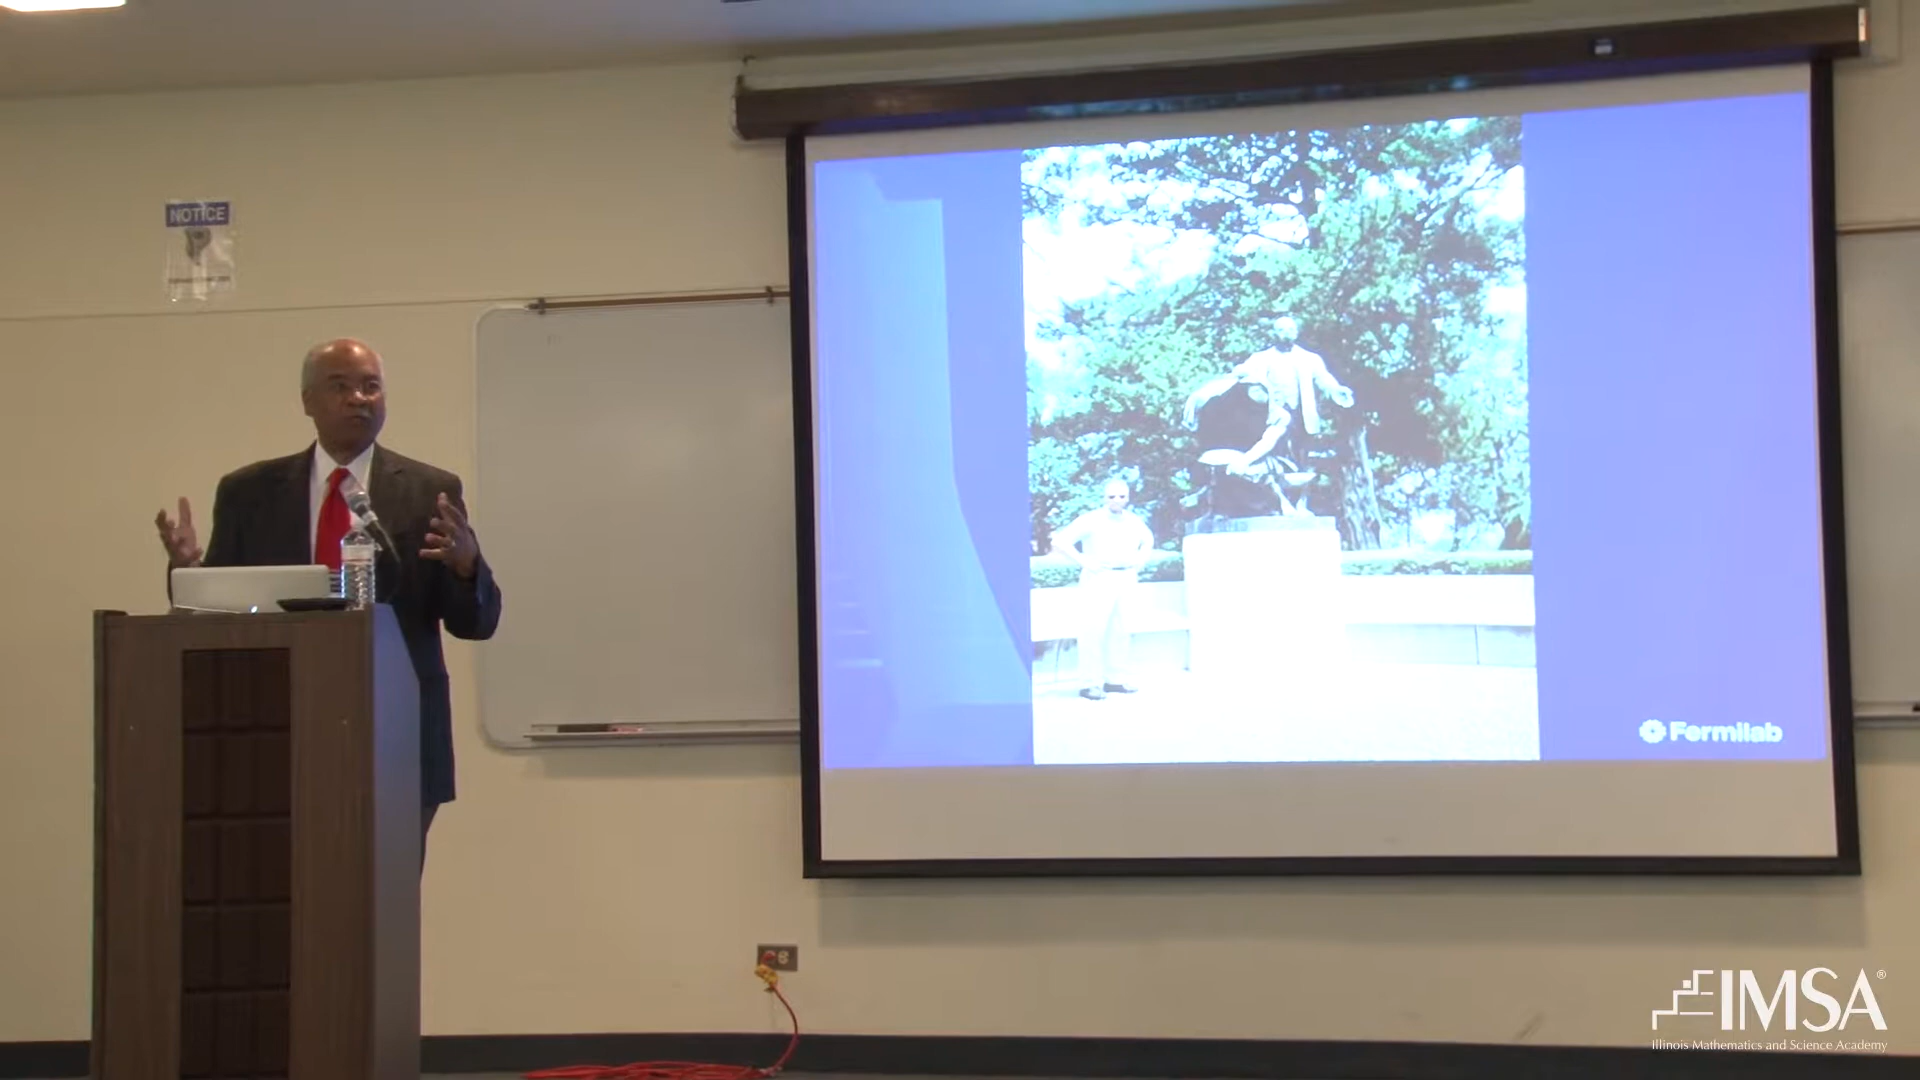 NOTICE
Fermilab
IMSA®
Illinois Mathematics and Science Academy